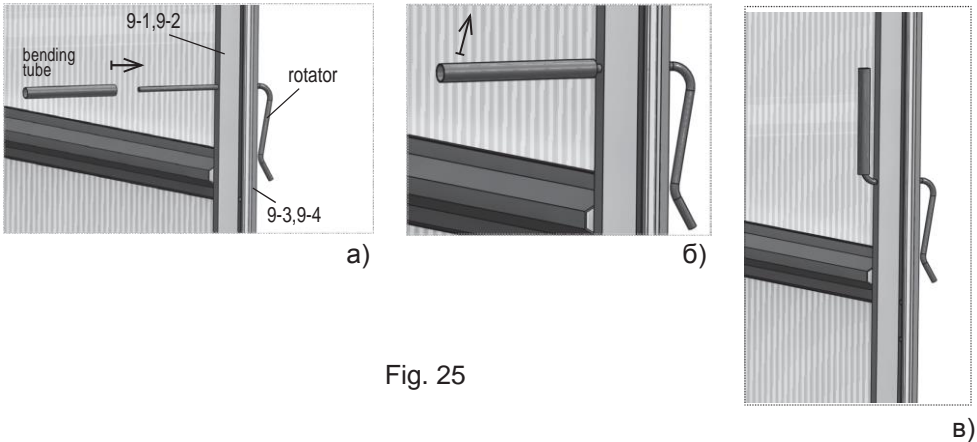 9-1,9-2
bending
tube
rotator
9-3,9-4
а)
б)
Fig. 25
в)